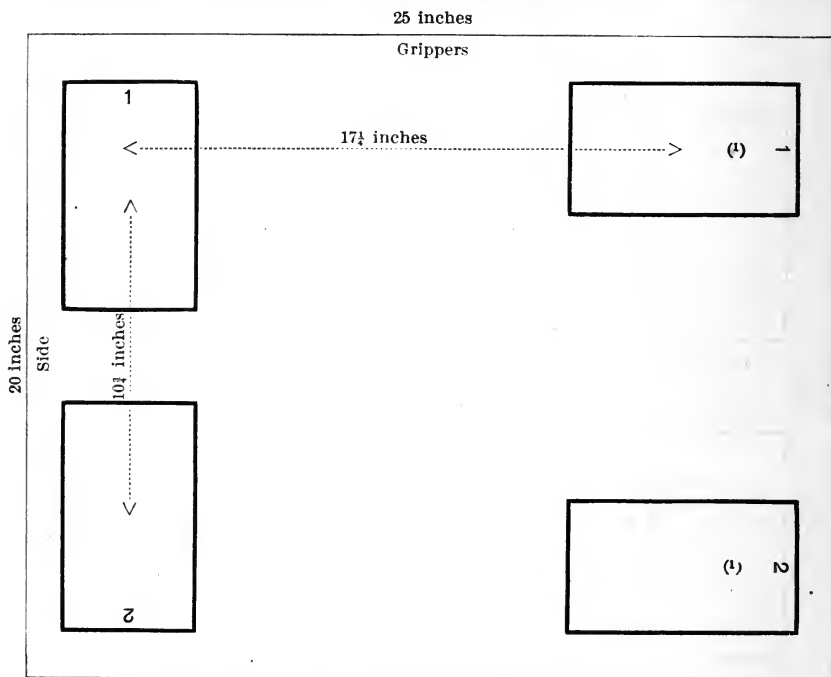 25 inches
Grippers
1
17¼ inches
(1)
1
10¾ inches
20 inches
Side
2
(1)
2